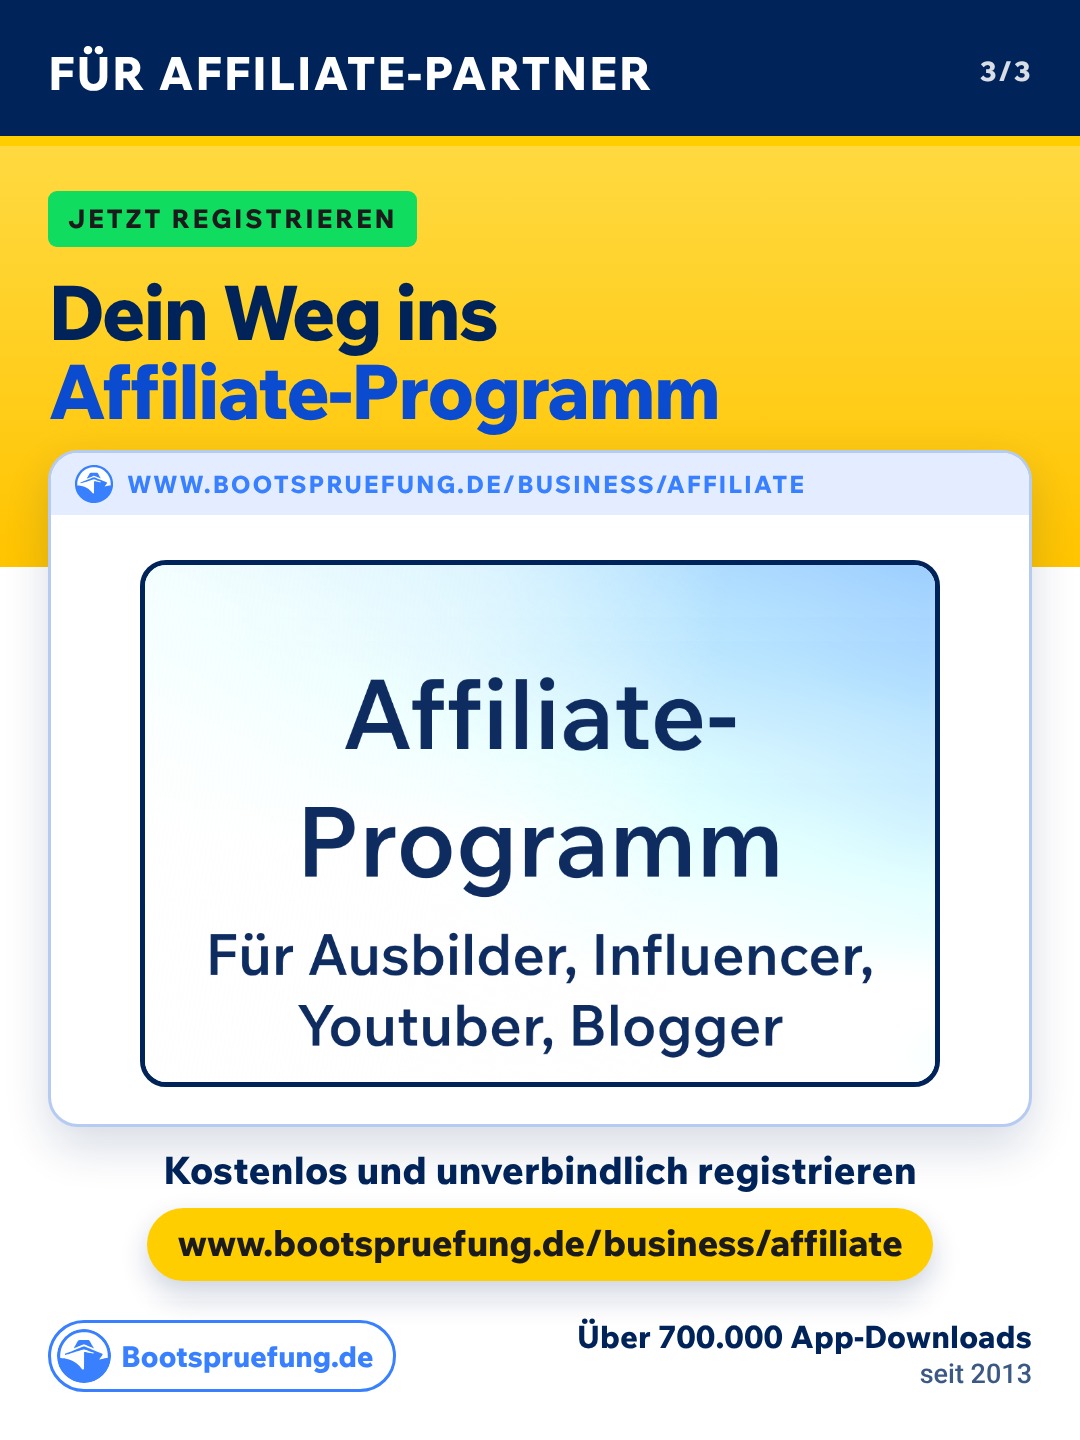 FÜR AFFILIATE-PARTNER
3/3
JETZT REGISTRIEREN
Dein Weg ins
Affiliate-Programm
WWW.BOOTSPRUEFUNG.DE/BUSINESS/AFFILIATE
Affiliate-
Programm
Für Ausbilder, Influencer,
Youtuber, Blogger
Kostenlos und unverbindlich registrieren
www.bootspruefung.de/business/affiliate
Bootspruefung.de
Über 700.000 App-Downloads
seit 2013